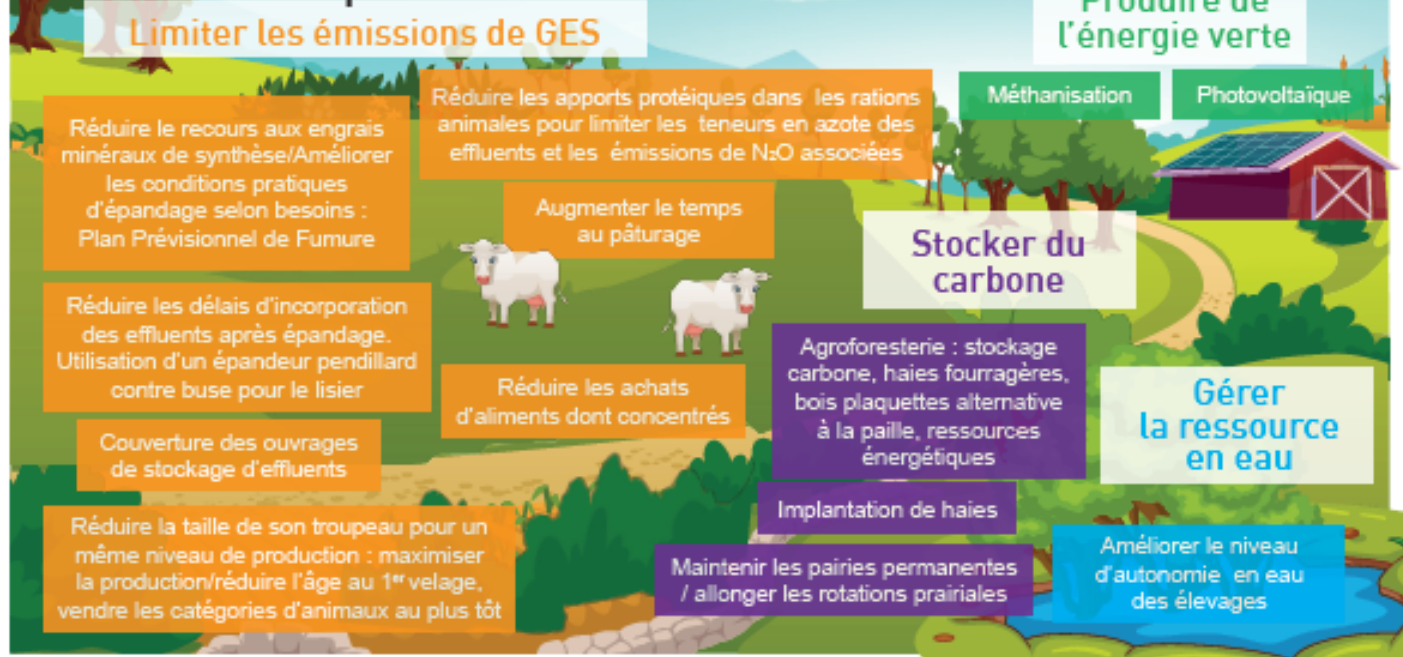 Limiter les émissions de GES
Réduire le recours aux engrais
minéraux de synthèse/Améliorer
les conditions pratiques
d'épandage selon besoins :
Plan Prévisionnel de Fumure
Réduire les apports protéiques dans les rations
animales pour limiter les teneurs en azote des
effluents et les émissions de N₂O associées
Augmenter le temps
au pâturage
Réduire les délais d'incorporation
des effluents après épandage.
Utilisation d'un épandeur pendillard
contre buse pour le lisier
Réduire les achats
d'aliments dont concentrés
Couverture des ouvrages
de stockage d'effluents
Réduire la taille de son troupeau pour un
même niveau de production : maximiser
la production/réduire l'âge au 1er velage,
vendre les catégories d'animaux au plus tôt
Produire de
l'énergie verte
Méthanisation
Photovoltaïque
Stocker du
carbone
Agroforesterie : stockage
carbone, haies fourragères,
bois plaquettes alternative
à la paille, ressources
énergétiques
Implantation de haies
Maintenir les pairies permanentes
/ allonger les rotations prairiales
Gérer
la ressource
en eau
Améliorer le niveau
d'autonomie en eau
des élevages